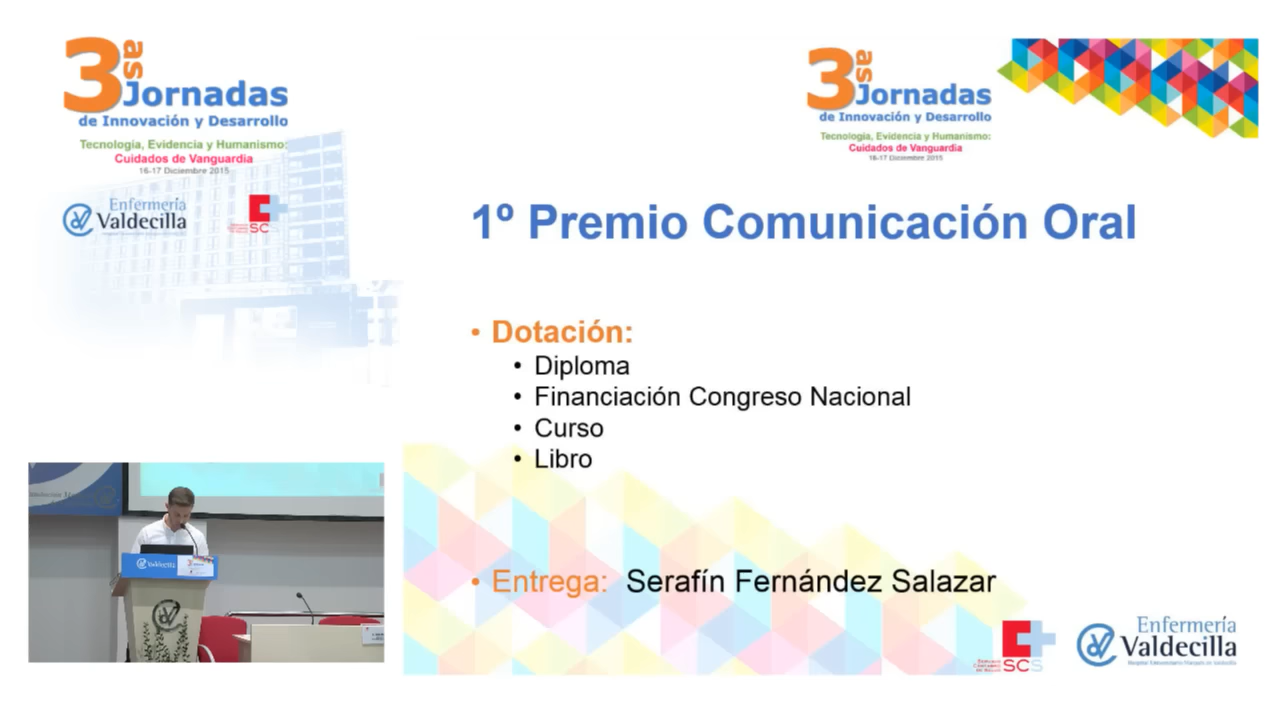 3as
Jornadas
de Innovación y Desarrollo
Tecnología, Evidencia y Humanismo:
Cuidados de Vanguardia
16-17 Diciembre 2015
Enfermería
Valdecilla
SC
3as
Jornadas
de Innovación y Desarrollo
Tecnología, Evidencia y Humanismo:
Cuidados de Vanguardia
16-17 Diciembre 2015
1º Premio Comunicación Oral
• Dotación:
• Diploma
• Financiación Congreso Nacional
• Curso
• Libro
• Entrega: Serafín Fernández Salazar
SCS
Enfermería
Valdecilla
Valdecilla